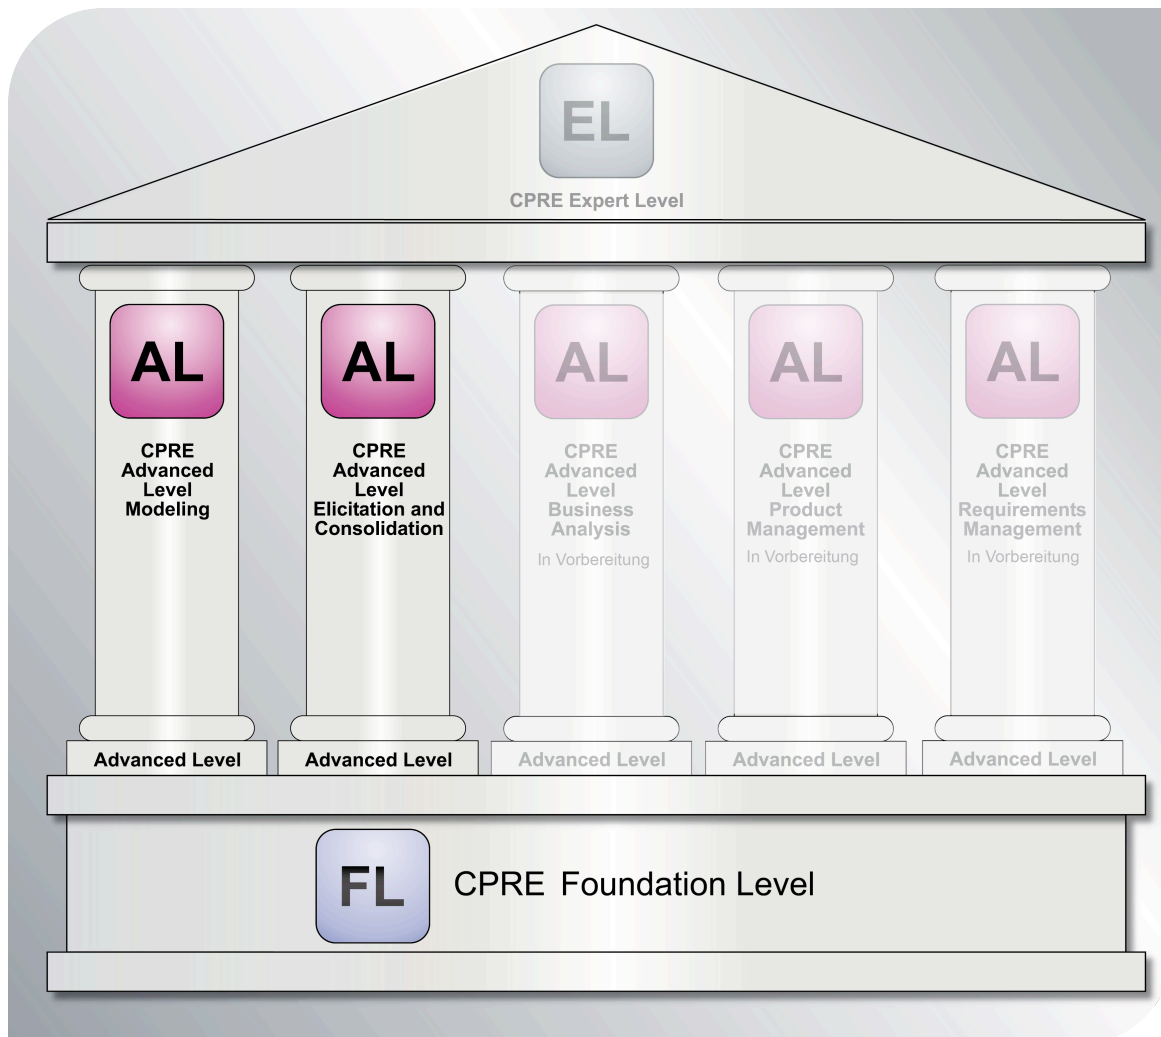 EL
CPRE Expert Level
AL
CPRE
Advanced
Level
Modeling
Advanced Level
AL
CPRE
Advanced
Level
Elicitation and
Consolidation
Advanced Level
AL
CPRE
Advanced
Level
Business
Analysis
In Vorbereitung
Advanced Level
AL
CPRE
Advanced
Level
Product
Management
In Vorbereitung
Advanced Level
AL
CPRE
Advanced
Level
Requirements
Management
In Vorbereitung
Advanced Level
FL
CPRE Foundation Level